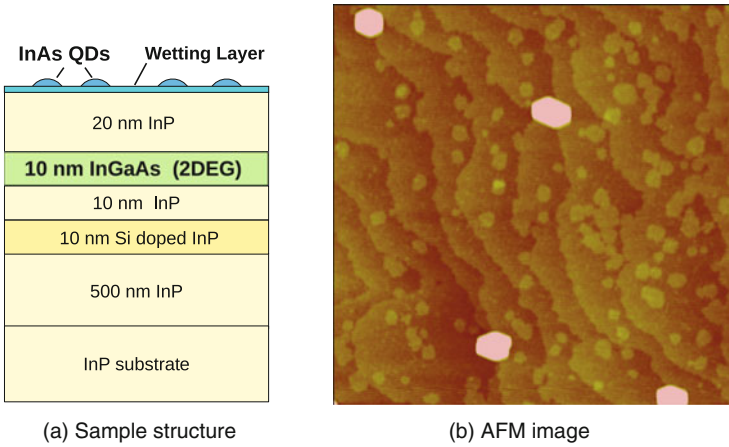 InAs QDs
Wetting Layer
20 nm InP
10 nm InGaAs (2DEG)
10 nm InP
10 nm Si doped InP
500 nm InP
InP substrate
(a) Sample structure
(b) AFM image